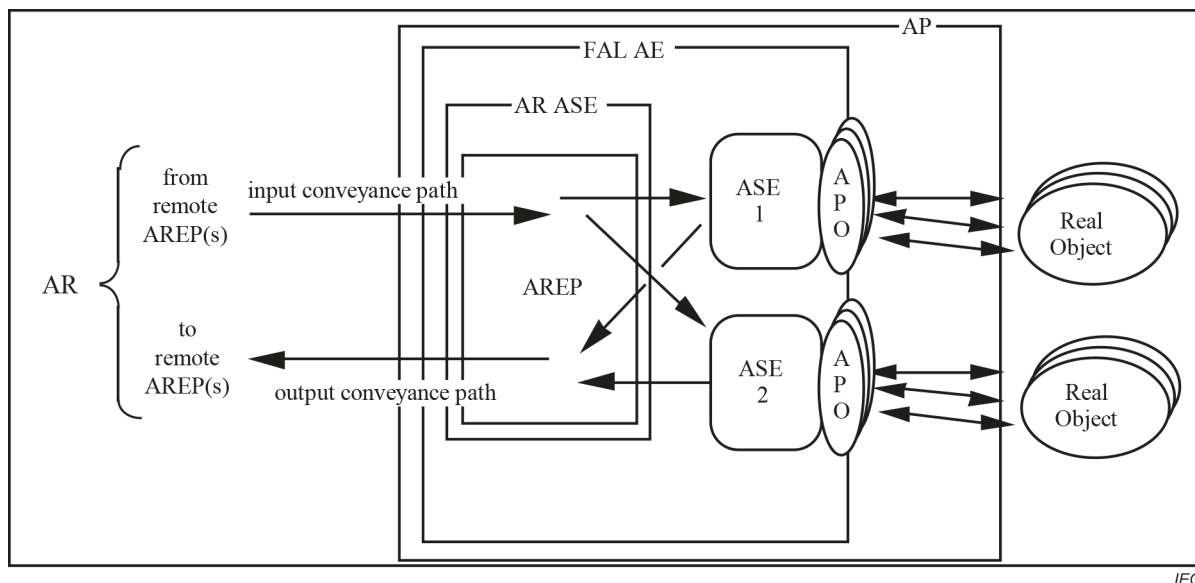 AP
FAL AE
AR ASE
from
remote
AREP(s)
input conveyance path
AR
to
remote
AREP(s)
output conveyance path
AREP
ASE
1
A
P
O
Real
Object
ASE
2
A
P
O
Real
Object